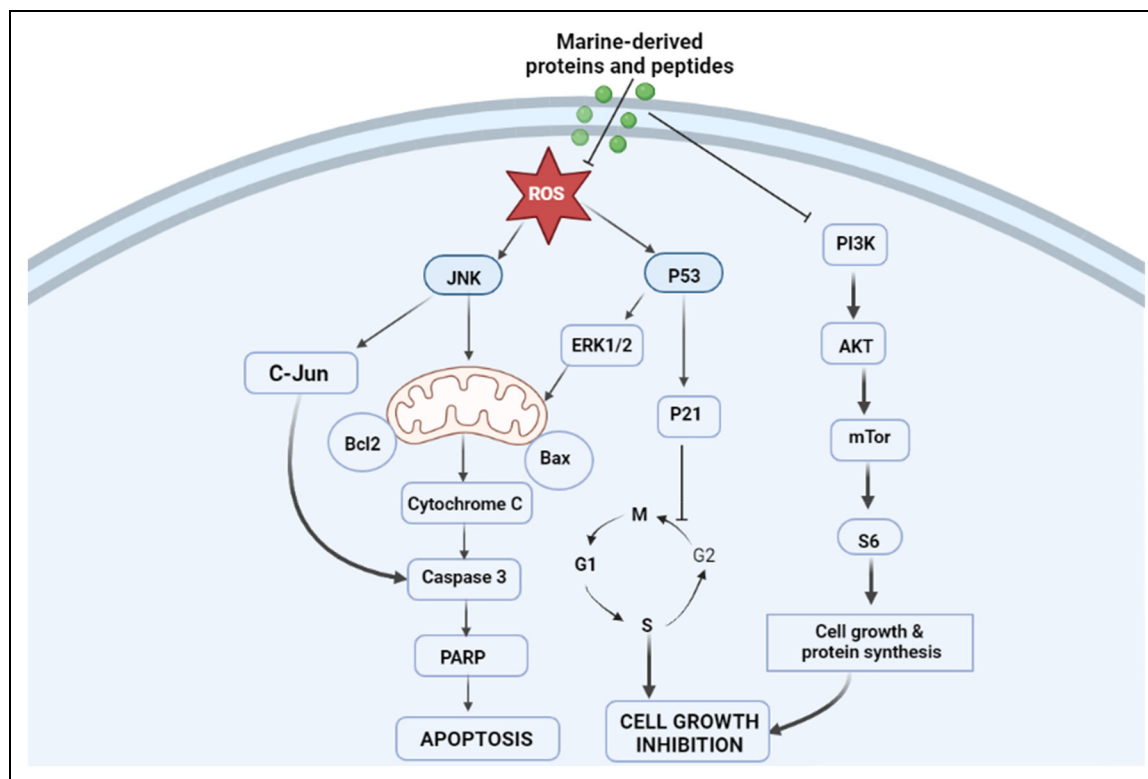 Marine-derived
proteins and peptides
ROS
PI3K
JNK
P53
ERK1/2
AKT
C-Jun
P21
mTor
Bcl2
Bax
Cytochrome C
M
S6
G1
G2
Caspase 3
S
Cell growth &
protein synthesis
PARP
APOPTOSIS
CELL GROWTH
INHIBITION